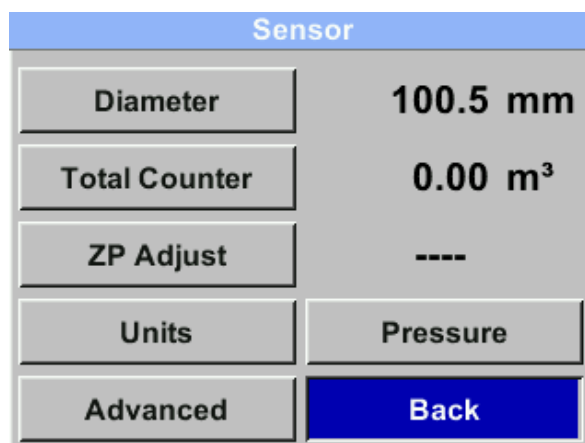 Sensor
Diameter 100.5 mm
Total Counter 0.00 m³
ZP Adjust ----
Units Pressure
Advanced Back